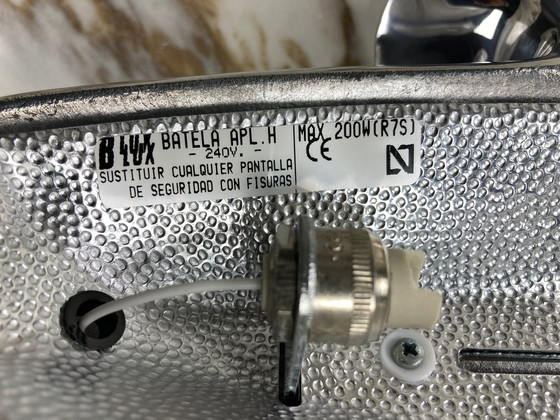 B lux BATELA APL.H MAX.200W(R7S)
- 240V. - CE N
SUSTITUIR CUALQUIER PANTALLA
DE SEGURIDAD CON FISURAS